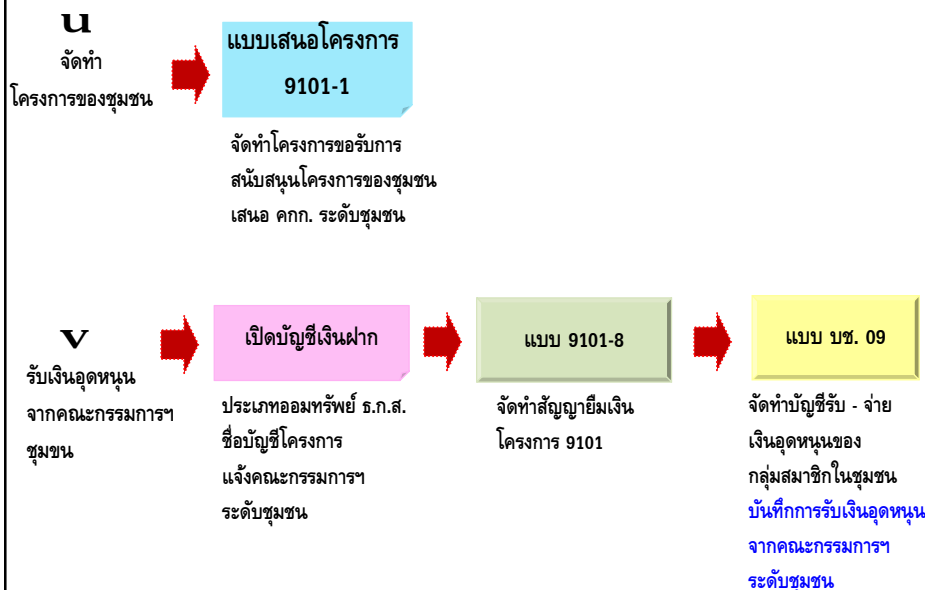 u
จัดทำ
โครงการของชุมชน
แบบเสนอโครงการ
9101-1
จัดทำโครงการขอรับการ
สนับสนุนโครงการของชุมชน
เสนอ คกก. ระดับชุมชน
v
รับเงินอุดหนุน
จากคณะกรรมการฯ
ชุมขน
เปิดบัญชีเงินฝาก
ประเภทออมทรัพย์ ธ.ก.ส.
ชื่อบัญชีโครงการ
แจ้งคณะกรรมการฯ
ระดับชุมชน
แบบ 9101-8
จัดทำสัญญายืมเงิน
โครงการ 9101
แบบ บช. 09
จัดทำบัญชีรับ - จ่าย
เงินอุดหนุนของ
กลุ่มสมาชิกในชุมชน
บันทึกการรับเงินอุดหนุน
จากคณะกรรมการฯ
ระดับชุมชน